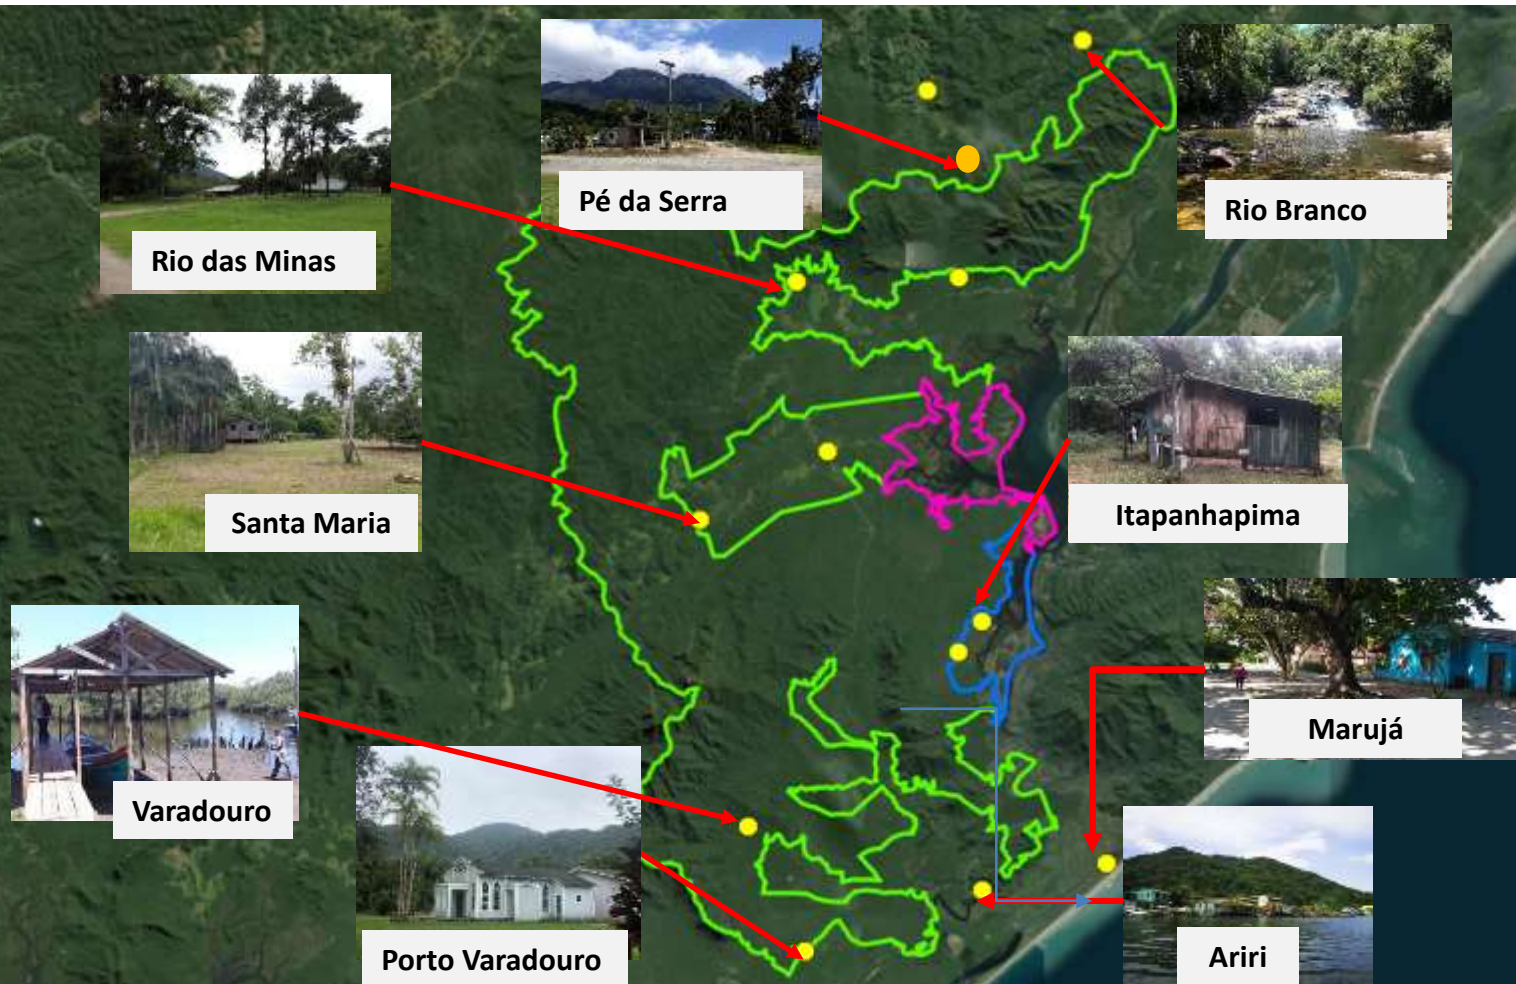 Pé da Serra
Rio Branco
Rio das Minas
Santa Maria
Itapanhapima
Marujá
Varadouro
Porto Varadouro
Ariri